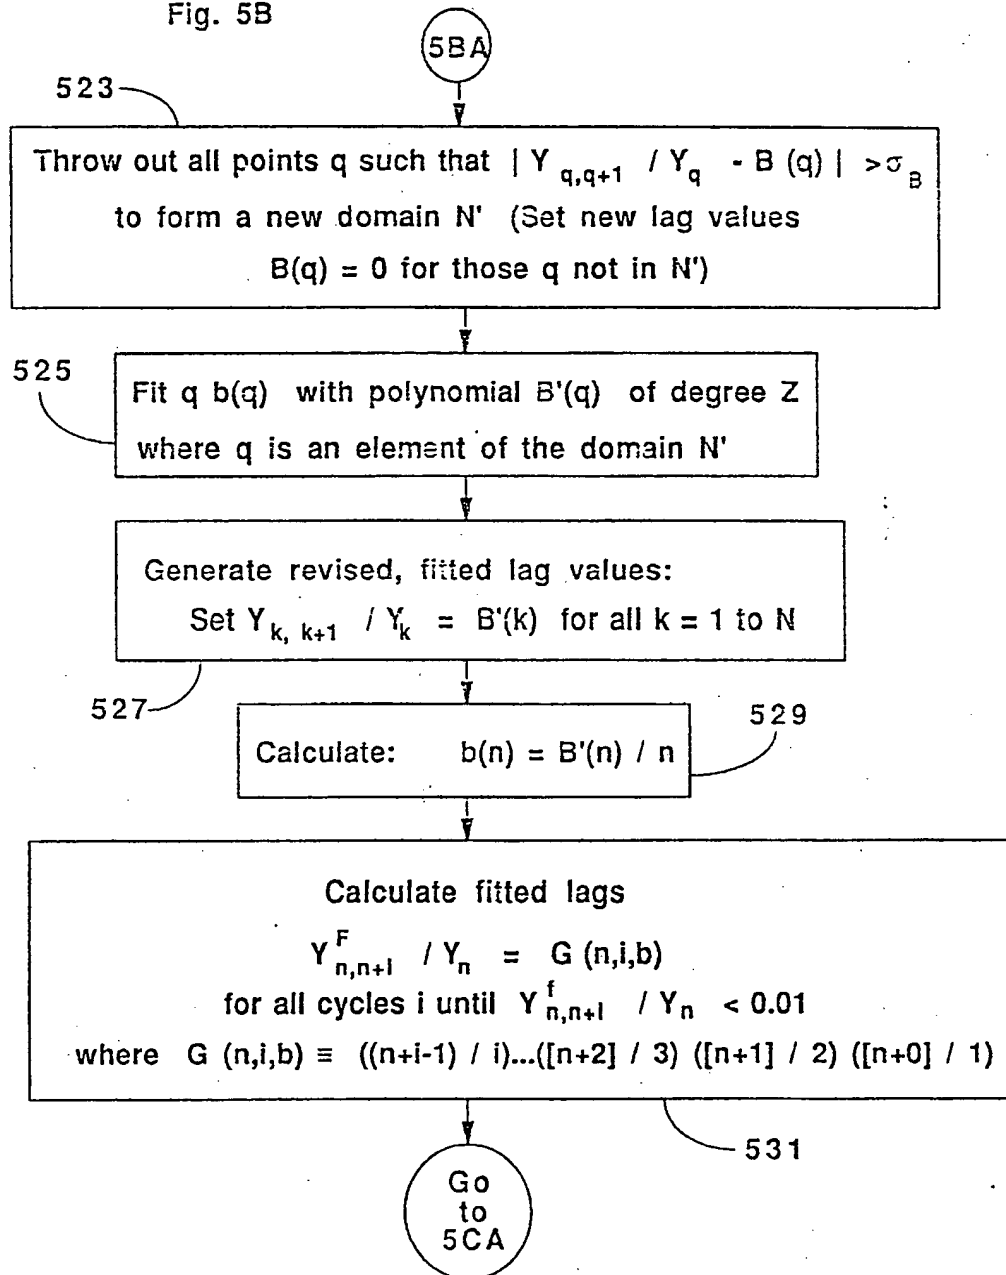 Fig. 5B
5BA
523
Throw out all points q such that | Y q,q+1 / Y q - B (q) | >σ B
to form a new domain N' (Set new lag values
B(q) = 0 for those q not in N')
525
Fit q b(q) with polynomial B'(q) of degree Z
where q is an element of the domain N'
Generate revised, fitted lag values:
Set Y k, k+1 / Y k = B'(k) for all k = 1 to N
527
529
Calculate: b(n) = B'(n) / n
Calculate fitted lags
Y F n,n+i / Y n = G (n,i,b)
for all cycles i until Y f n,n+i / Y n < 0.01
where G (n,i,b) ≡ ((n+i-1) / i)...([n+2] / 3) ([n+1] / 2) ([n+0] / 1)
531
Go
to
5CA